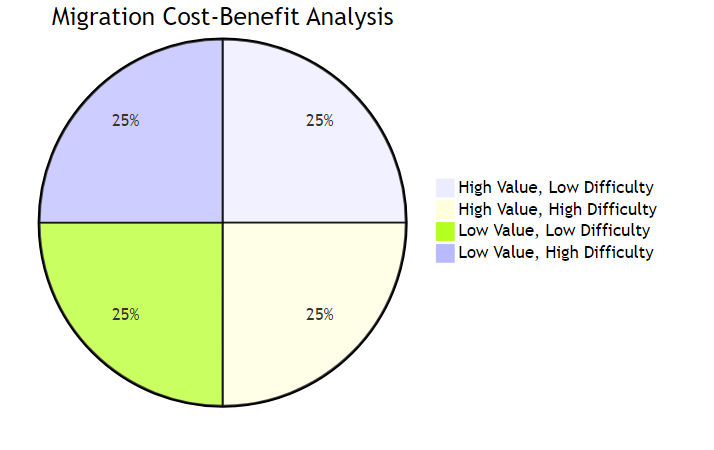 Migration Cost-Benefit Analysis
25%
25%
25%
25%
High Value, Low Difficulty
High Value, High Difficulty
Low Value, Low Difficulty
Low Value, High Difficulty